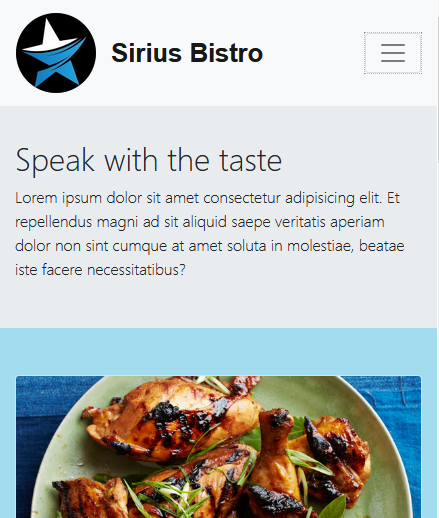 Sirius Bistro
Speak with the taste
Lorem ipsum dolor sit amet consectetur adipisicing elit. Et
repellendus magni ad sit aliquid saepe veritatis aperiam
dolor non sint cumque at amet soluta in molestiae, beatae
iste facere necessitatibus?